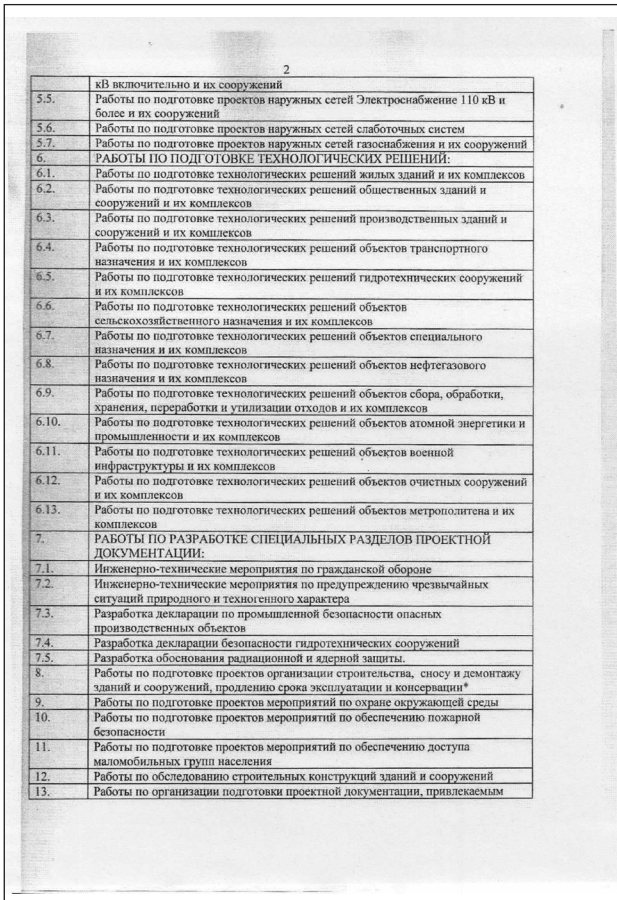 2
кВ включительно и их сооружений
5.5. Работы по подготовке проектов наружных сетей Электроснабжение 110 кВ и
более и их сооружений
5.6. Работы по подготовке проектов наружных сетей слаботочных систем
5.7. Работы по подготовке проектов наружных сетей газоснабжения и их сооружений
6. РАБОТЫ ПО ПОДГОТОВКЕ ТЕХНОЛОГИЧЕСКИХ РЕШЕНИЙ:
6.1. Работы по подготовке технологических решений жилых зданий и их комплексов
6.2. Работы по подготовке технологических решений общественных зданий и
сооружений и их комплексов
6.3. Работы по подготовке технологических решений производственных зданий и
сооружений и их комплексов
6.4. Работы по подготовке технологических решений объектов транспортного
назначения и их комплексов
6.5. Работы по подготовке технологических решений гидротехнических сооружений
и их комплексов
6.6. Работы по подготовке технологических решений объектов
сельскохозяйственного назначения и их комплексов
6.7. Работы по подготовке технологических решений объектов специального
назначения и их комплексов
6.8. Работы по подготовке технологических решений объектов нефтегазового
назначения и их комплексов
6.9. Работы по подготовке технологических решений объектов сбора, обработки,
хранения, переработки и утилизации отходов и их комплексов
6.10. Работы по подготовке технологических решений объектов атомной энергетики и
промышленности и их комплексов
6.11. Работы по подготовке технологических решений объектов военной
инфраструктуры и их комплексов
6.12. Работы по подготовке технологических решений объектов очистных сооружений
и их комплексов
6.13. Работы по подготовке технологических решений объектов метрополитена и их
комплексов
7. РАБОТЫ ПО РАЗРАБОТКЕ СПЕЦИАЛЬНЫХ РАЗДЕЛОВ ПРОЕКТНОЙ
ДОКУМЕНТАЦИИ:
7.1. Инженерно-технические мероприятия по гражданской обороне
7.2. Инженерно-технические мероприятия по предупреждению чрезвычайных
ситуаций природного и техногенного характера
7.3. Разработка декларации по промышленной безопасности опасных
производственных объектов
7.4. Разработка декларации безопасности гидротехнических сооружений
7.5. Разработка обоснования радиационной и ядерной защиты.
8. Работы по подготовке проектов организации строительства, сносу и демонтажу
зданий и сооружений, продлению срока эксплуатации и консервации*
9. Работы по подготовке проектов мероприятий по охране окружающей среды
10. Работы по подготовке проектов мероприятий по обеспечению пожарной
безопасности
11. Работы по подготовке проектов мероприятий по обеспечению доступа
маломобильных групп населения
12. Работы по обследованию строительных конструкций зданий и сооружений
13. Работы по организации подготовки проектной документации, привлекаемым